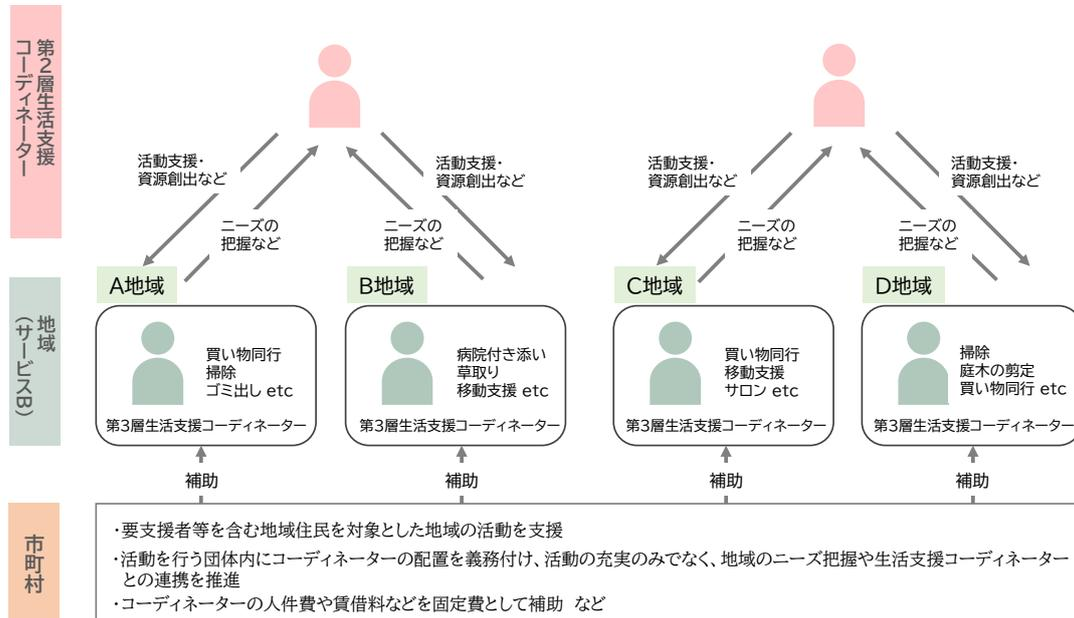 第２層生活支援
コーディネーター
活動支援・
資源創出など
ニーズの
把握など
ニーズの
把握など
活動支援・
資源創出など
活動支援・
資源創出など
ニーズの
把握など
ニーズの
把握など
活動支援・
資源創出など
地域
（サービスB）
A地域
買い物同行
掃除
ゴミ出し etc
第３層生活支援コーディネーター
B地域
病院付き添い
草取り
移動支援 etc
第３層生活支援コーディネーター
C地域
買い物同行
移動支援
サロン etc
第３層生活支援コーディネーター
D地域
掃除
庭木の剪定
買い物同行 etc
第３層生活支援コーディネーター
補助
補助
補助
補助
市町村
・要支援者等を含む地域住民を対象とした地域の活動を支援
・活動を行う団体内にコーディネーターの配置を義務付け、活動の充実のみでなく、地域のニーズ把握や生活支援コーディネーター
との連携を推進
・コーディネーターの人件費や賃借料などを固定費として補助 など